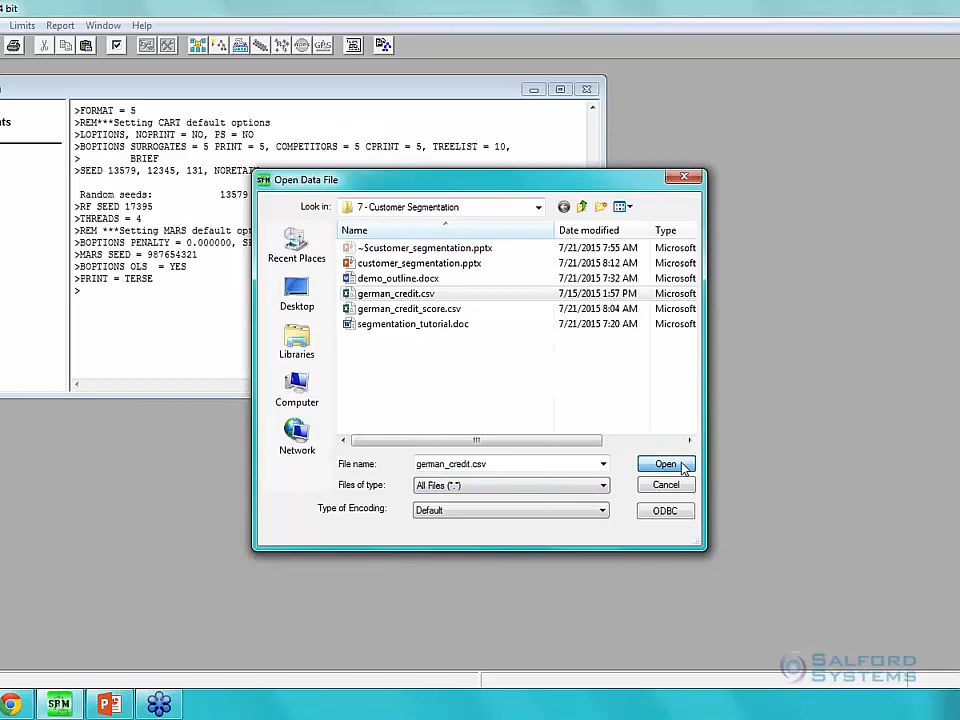 4 bit
Limits Report Window Help
nts
>FORMAT = 5
>REM***Setting CART default options
>LOPTIONS, NOPRINT = NO, PS = NO
>BOPTIONS SURROGATES = 5 PRINT = 5, COMPETITORS = 5 CPRINT = 5, TREELIST = 10,
> BRIEF
>SEED 13579, 12345, 131, NORETAI
Random seeds: 13579
>RF SEED 17395
>THREADS = 4
>REM ***Setting MARS default opt
>BOPTIONS PENALTY = 0.000000, SP
>MARS SEED = 987654321
>BOPTIONS OLS = YES
>PRINT = TERSE
>
SPM Open Data File
Look in: 7 - Customer Segmentation
Name Date modified Type
~$customer_segmentation.pptx 7/21/2015 7:55 AM Microsoft
customer_segmentation.pptx 7/21/2015 8:12 AM Microsoft
demo_outline.docx 7/21/2015 7:32 AM Microsoft
german_credit.csv 7/15/2015 1:57 PM Microsoft
german_credit_score.csv 7/21/2015 8:04 AM Microsoft
segmentation_tutorial.doc 7/21/2015 7:20 AM Microsoft
Recent Places
Desktop
Libraries
Computer
Network
File name: german_credit.csv Open
Files of type: All Files (*.*) Cancel
Type of Encoding: Default ODBC
SALFORD
SYSTEMS
SPM